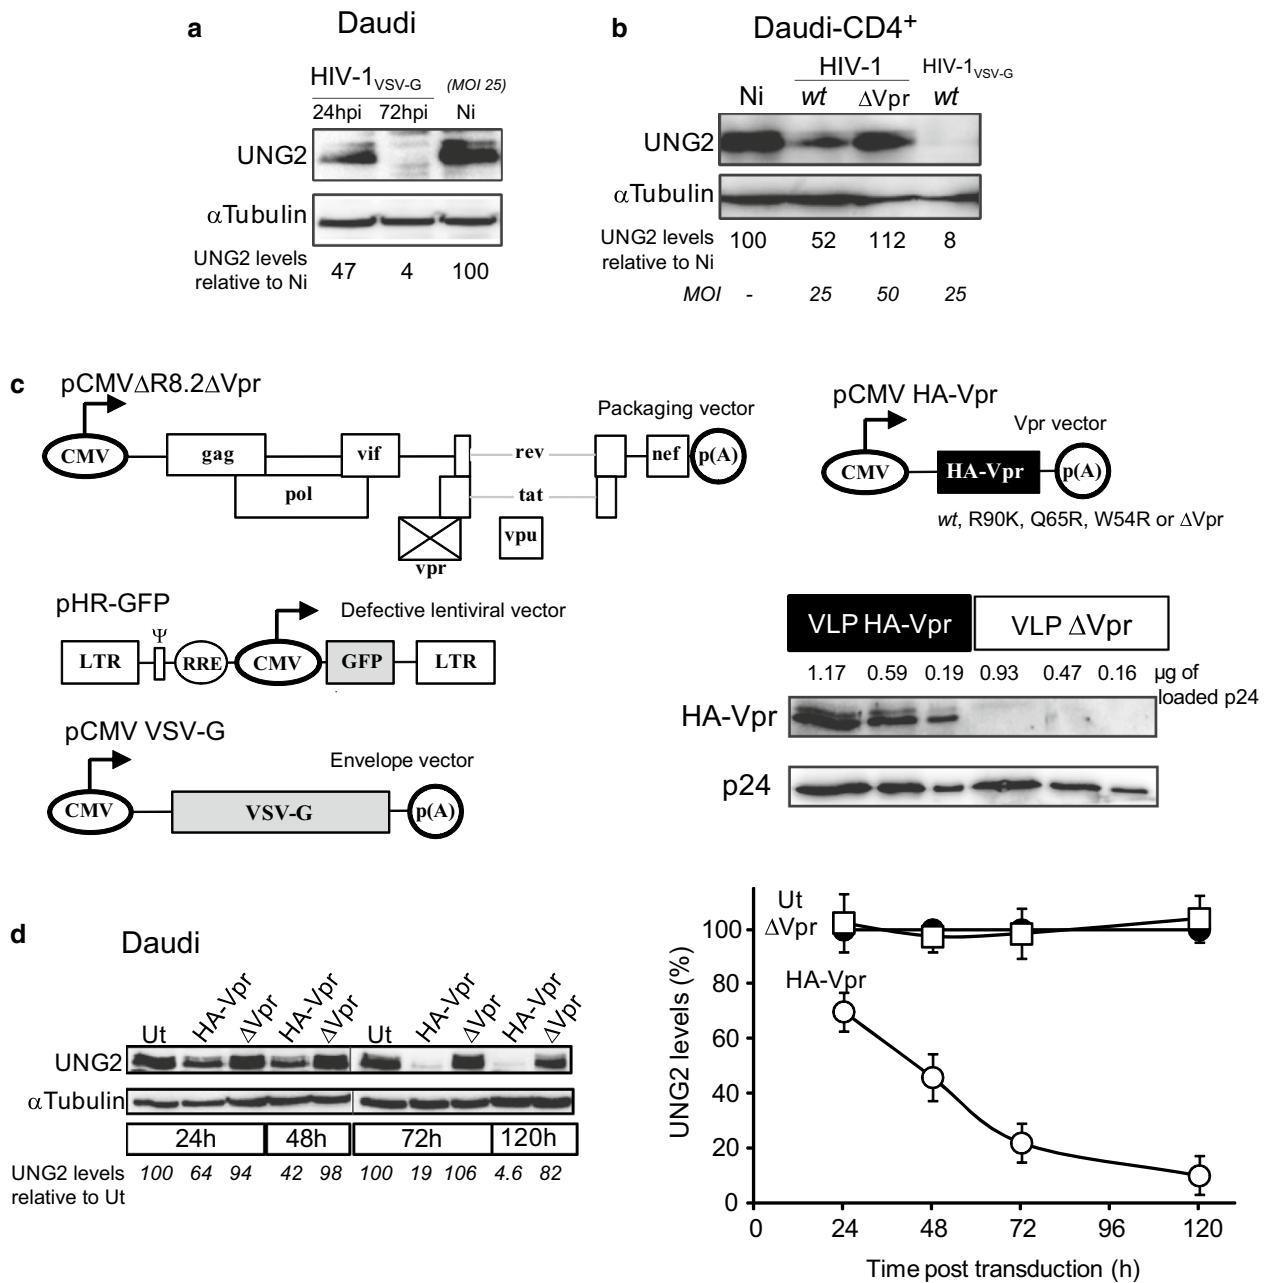 a
Daudi
HIV-1VSV-G (MOI 25)
24hpi 72hpi Ni
UNG2
αTubulin
UNG2 levels
relative to Ni
47 4 100
b
Daudi-CD4+
HIV-1 HIV-1VSV-G
Ni wt ΔVpr wt
UNG2
αTubulin
UNG2 levels
relative to Ni
100 52 112 8
MOI - 25 50 25
c
pCMVΔR8.2ΔVpr
Packaging vector
CMV gag vif rev nef p(A)
pol tat
vpu
vpr
pCMV HA-Vpr
Vpr vector
CMV HA-Vpr p(A)
wt, R90K, Q65R, W54R or ΔVpr
pHR-GFP
Defective lentiviral vector
Ψ
LTR RRE CMV GFP LTR
pCMV VSV-G
Envelope vector
CMV VSV-G p(A)
VLP HA-Vpr VLP ΔVpr
1.17 0.59 0.19 0.93 0.47 0.16 µg of
loaded p24
HA-Vpr
p24
d
Daudi
Ut HA-Vpr ΔVpr HA-Vpr ΔVpr Ut HA-Vpr ΔVpr HA-Vpr ΔVpr
UNG2
αTubulin
24h 48h 72h 120h
UNG2 levels
relative to Ut
100 64 94 42 98 100 19 106 4.6 82
Ut
ΔVpr
HA-Vpr
UNG2 levels (%)
100
80
60
40
20
0
0 24 48 72 96 120
Time post transduction (h)